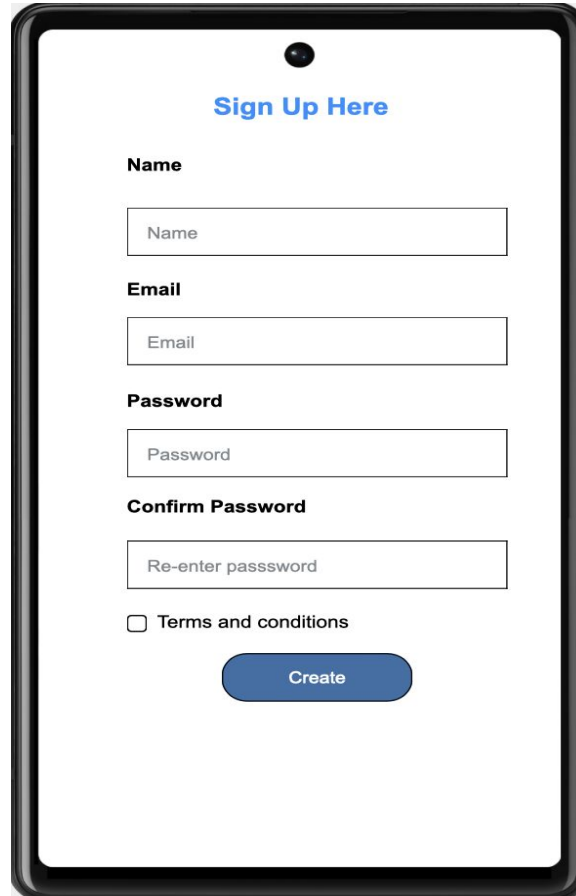 Sign Up Here
Name
Name
Email
Email
Password
Password
Confirm Password
Re-enter passsword
Terms and conditions
Create